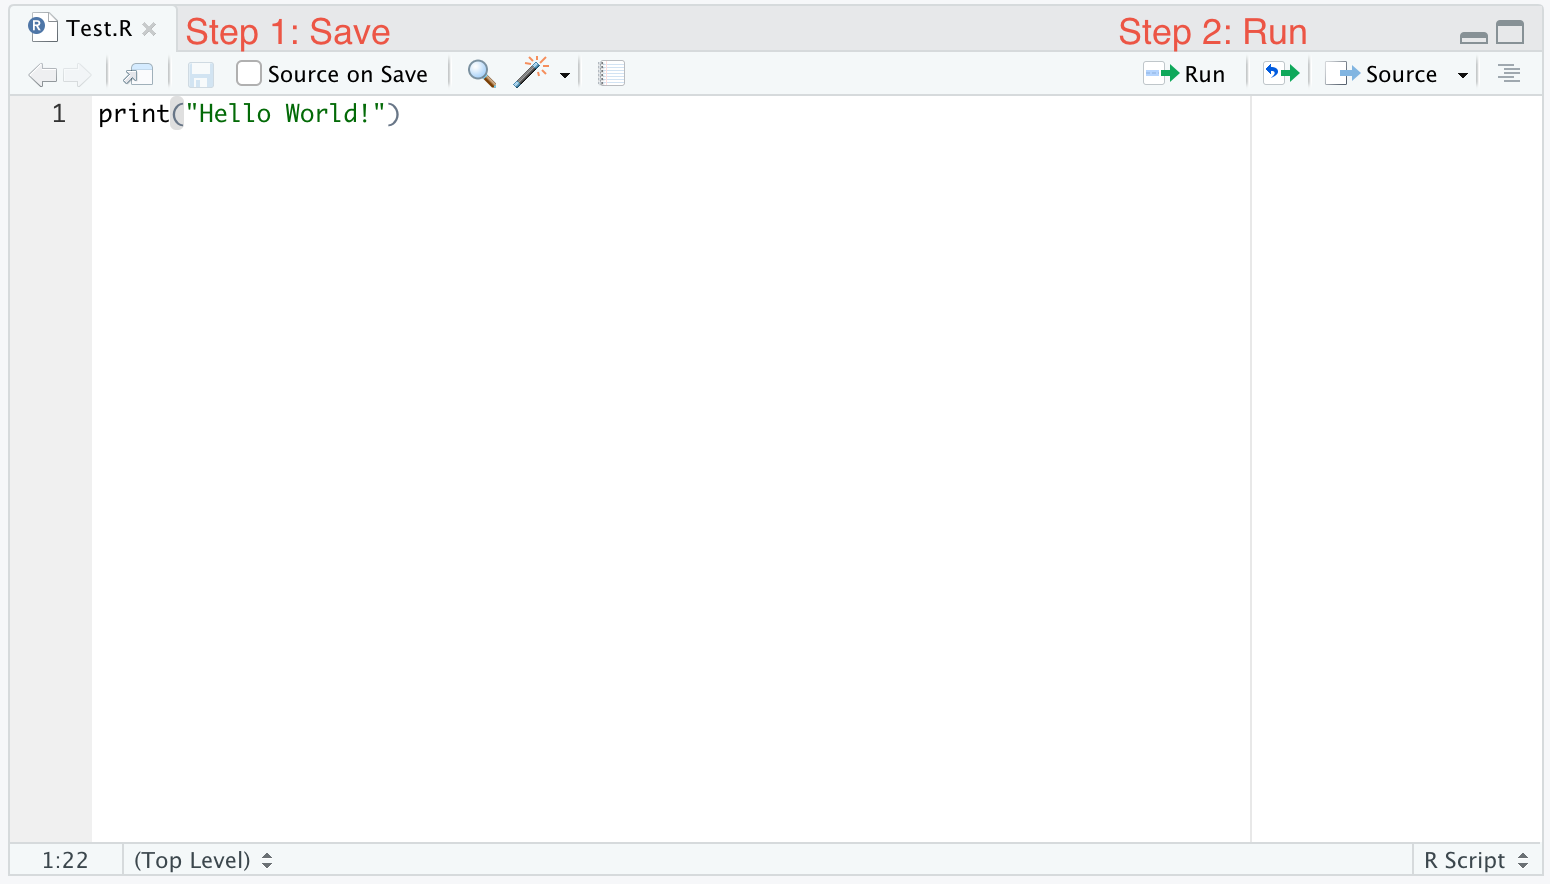 Test.R Step 1: Save Step 2: Run
Source on Save Run Source
1 print("Hello World!")
1:22 (Top Level) R Script